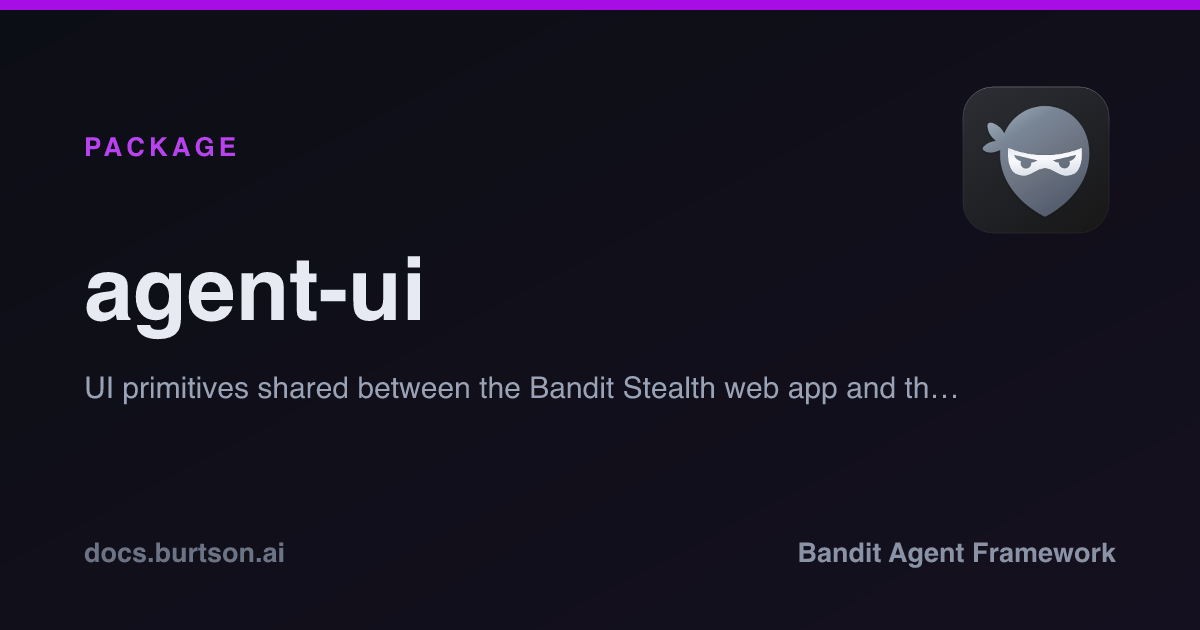 PACKAGE
agent-ui
UI primitives shared between the Bandit Stealth web app and th…
docs.burtson.ai
Bandit Agent Framework